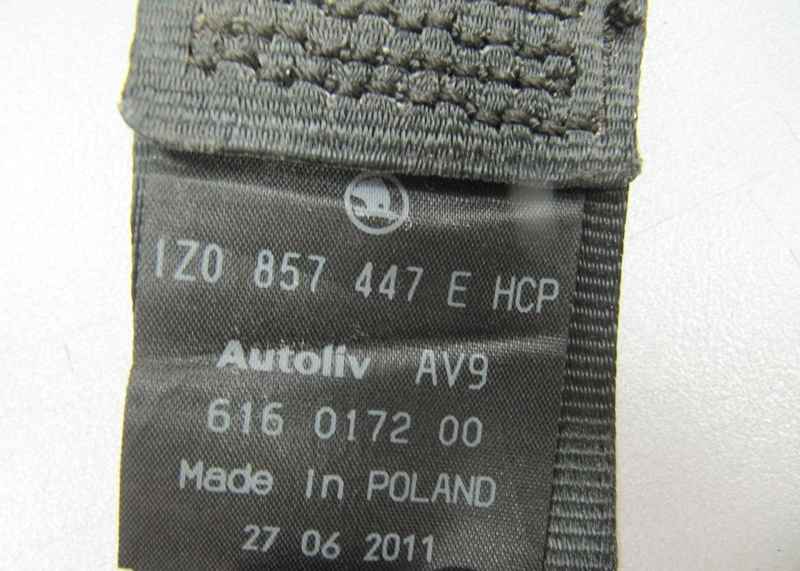 1Z0 857 447 E HCP
Autoliv AV9
616 0172 00
Made in POLAND
27 06 2011